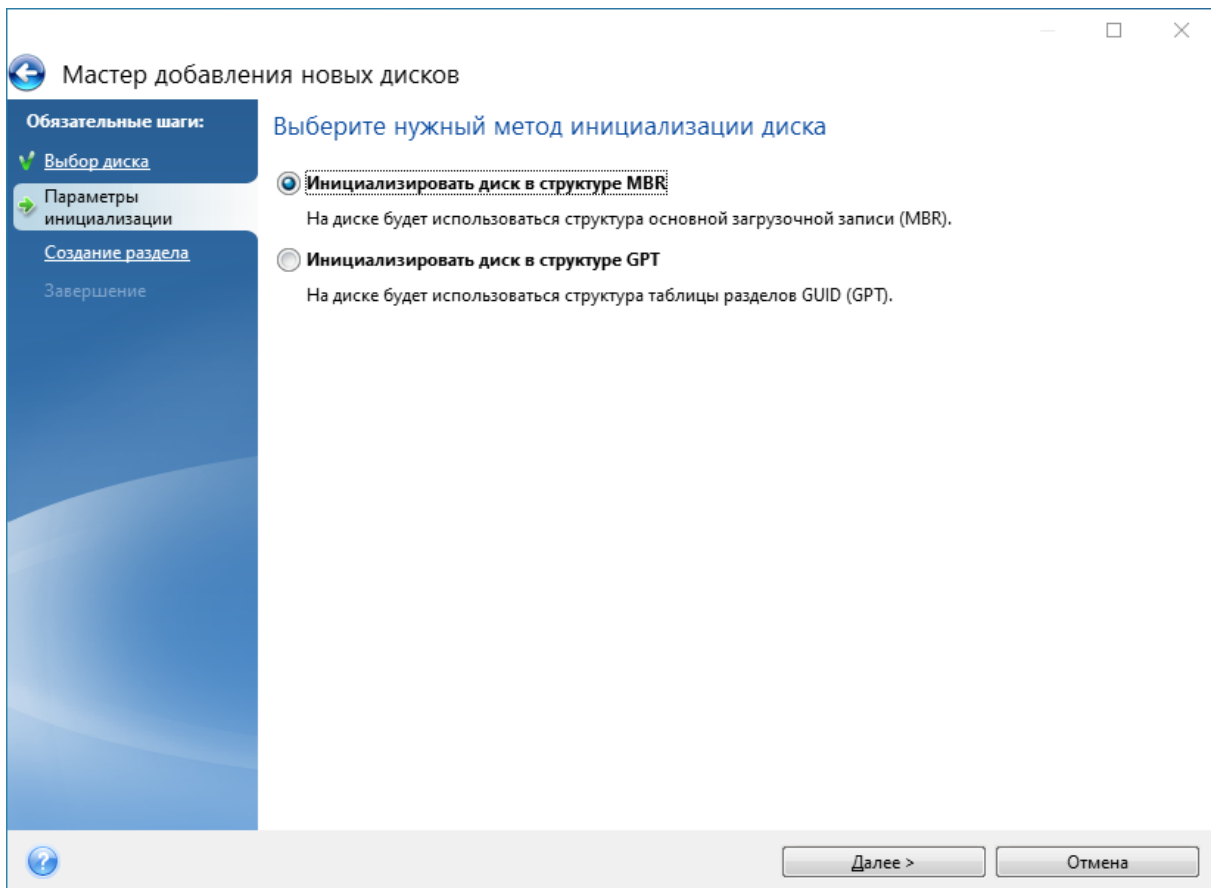 Мастер добавления новых дисков
Обязательные шаги:
Выбор диска
Параметры
инициализации
Создание раздела
Завершение
Выберите нужный метод инициализации диска
Инициализировать диск в структуре MBR
На диске будет использоваться структура основной загрузочной записи (MBR).
Инициализировать диск в структуре GPT
На диске будет использоваться структура таблицы разделов GUID (GPT).
?
Далее >
Отмена